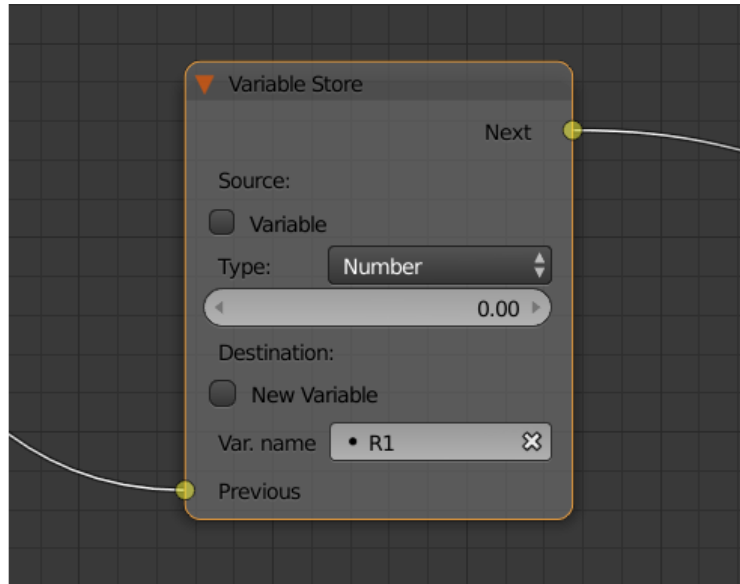 Variable Store
Next
Source:
Variable
Type: Number
0.00
Destination:
New Variable
Var. name • R1
Previous